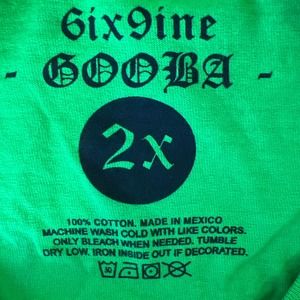 6ix9ine
- GOOBA -
2x
100% COTTON. MADE IN MEXICO
MACHINE WASH COLD WITH LIKE COLORS.
ONLY BLEACH WHEN NEEDED. TUMBLE
DRY LOW. IRON INSIDE OUT IF DECORATED.